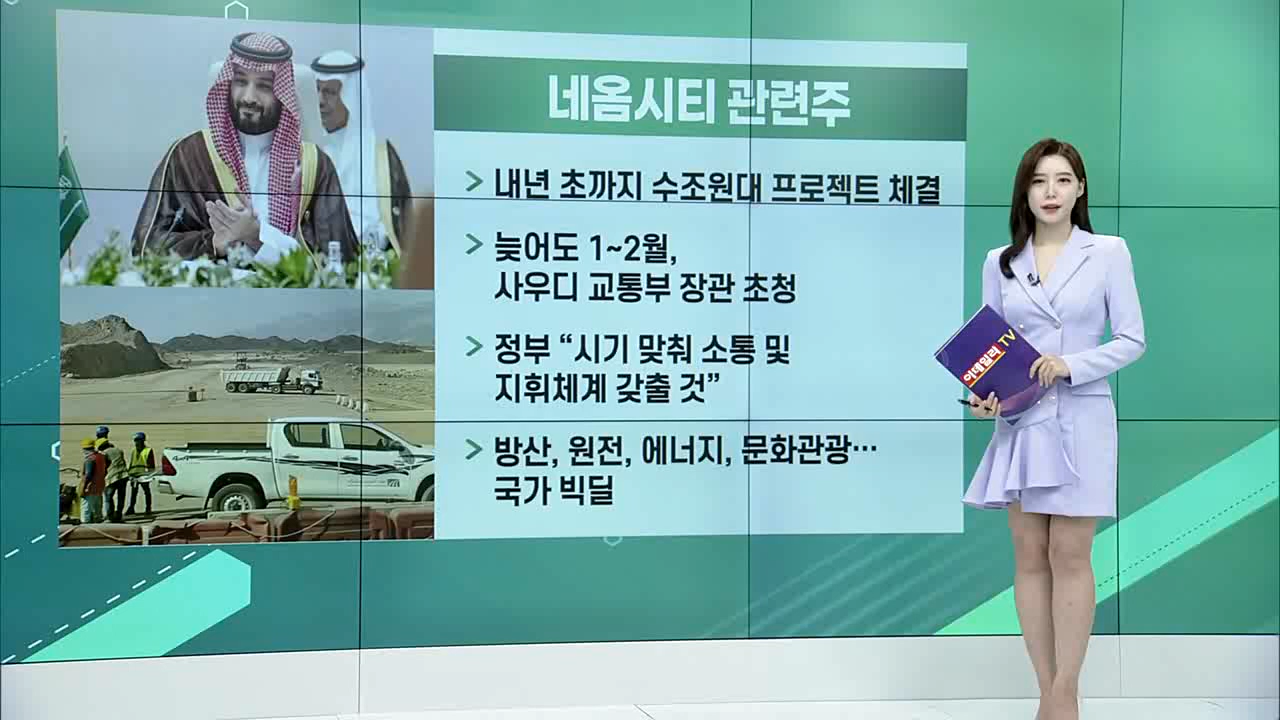 네옴시티 관련주
> 내년 초까지 수조원대 프로젝트 체결
> 늦어도 1~2월,
사우디 교통부 장관 초청
> 정부 “시기 맞춰 소통 및
지휘체계 갖출 것”
> 방산, 원전, 에너지, 문화관광…
국가 빅딜
이데일리 TV